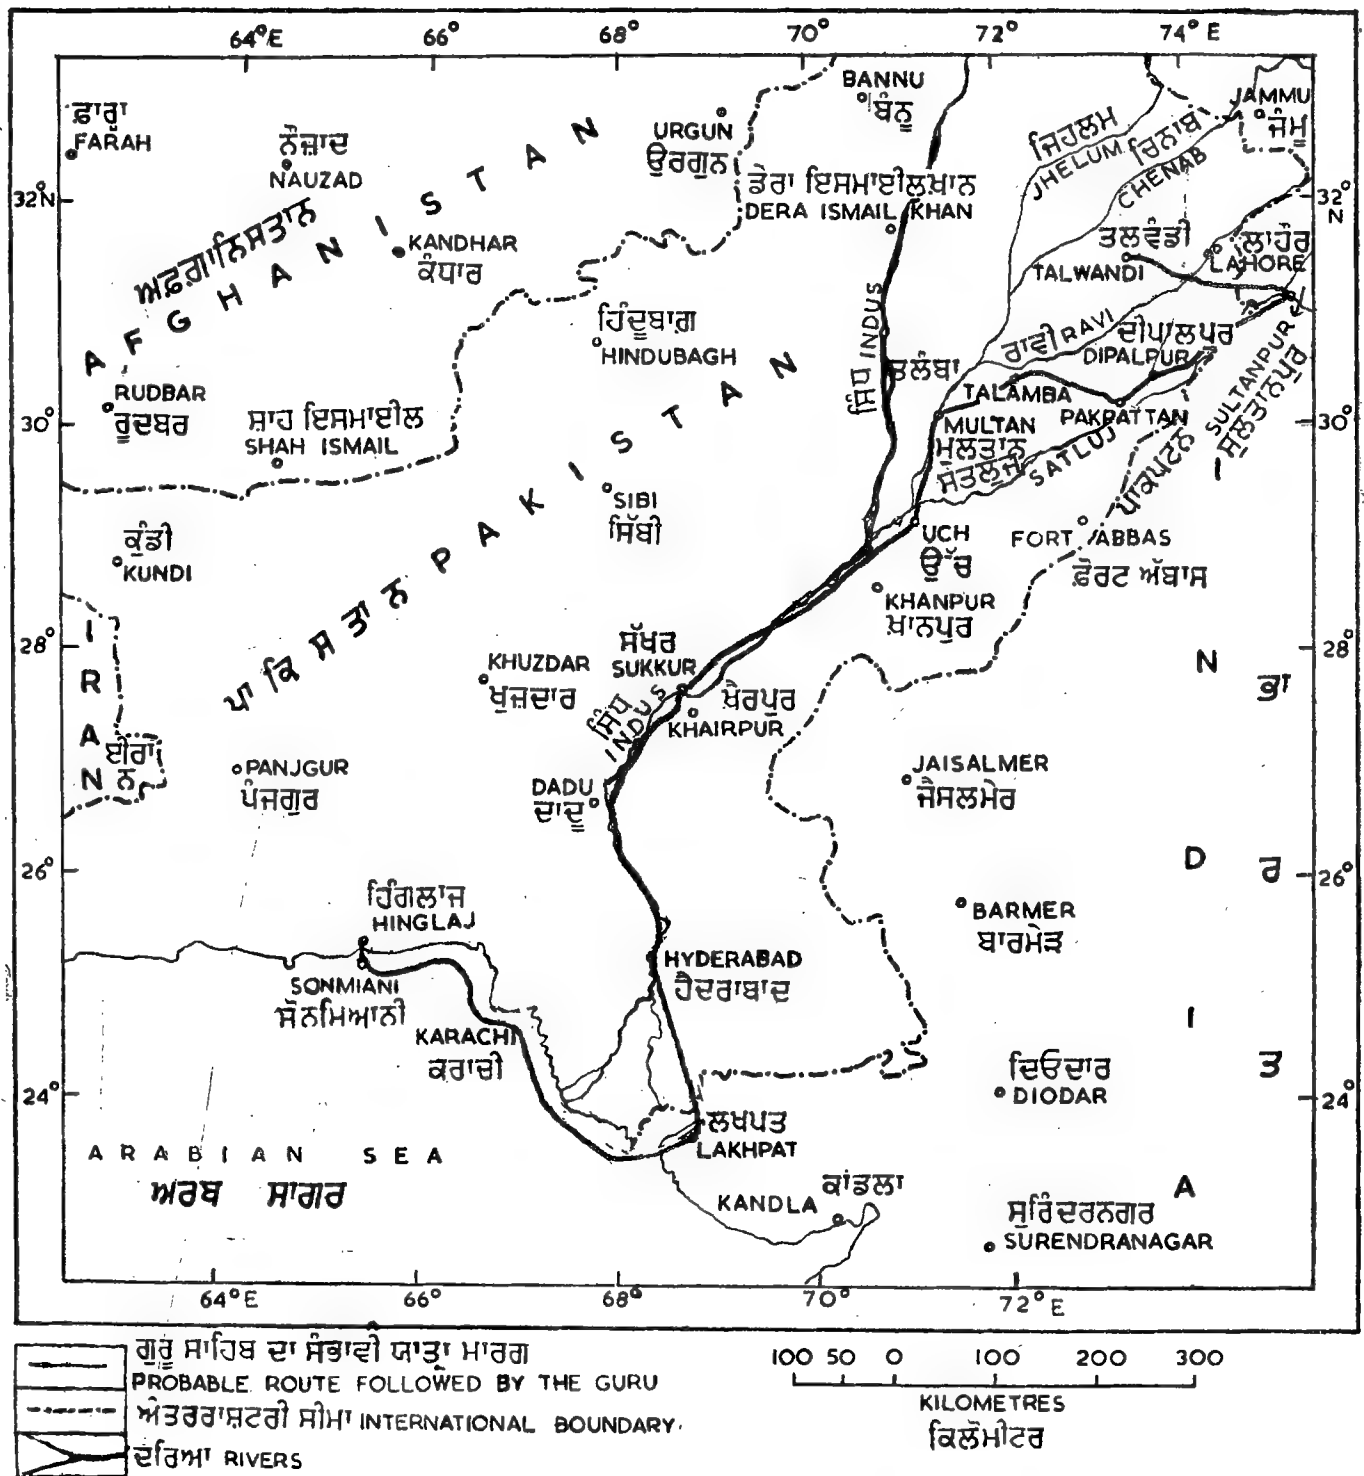 64°E 66° 68° 70° 72° 74° E
ਫ਼ਾਰ੍ਹਾ
FARAH
ਨੌਜ਼ਾਦ
NAUZAD
URGUN
ਉਰਗੁਨ
BANNU
ਬੰਨੂ
JAMMU
ਜੰਮੂ
ਜਿਹਲਮ
JHELUM
ਚਿਨਾਬ
CHENAB
ਡੇਰਾ ਇਸਮਾਈਲਖ਼ਾਨ
DERA ISMAIL KHAN
32°N
32°
N
ਅਫ਼ਗਾਨਿਸਤਾਨ
AFGHANISTAN
KANDHAR
ਕੰਧਾਰ
ਤਲਵੰਡੀ
TALWANDI
ਲਾਹੌਰ
LAHORE
ਹਿੰਦੂਬਾਗ਼
HINDUBAGH
ਸਿੰਧ INDUS
ਰਾਵੀ RAVI
ਦੀਪਾਲਪੁਰ
DIPALPUR
SULTANPUR
ਸੁਲਤਾਨਪੁਰ
RUDBAR
ਰੂਦਬਰ
ਸ਼ਾਹ ਇਸਮਾਈਲ
SHAH ISMAIL
ਤਲੰਬਾ
TALAMBA
PAKPATTAN
ਪਾਕਪਟਨ
30°
30°
MULTAN
ਮੁਲਤਾਨ
ਸਤਲੁਜ
SATLUJ
ਪਾਕਿਸਤਾਨ PAKISTAN
SIBI
ਸਿੱਬੀ
ਕੁੰਡੀ
KUNDI
UCH
ਉੱਚ
FORT ABBAS
ਫ਼ੋਰਟ ਅੱਬਾਸ
KHANPUR
ਖ਼ਾਨਪੁਰ
28°
28°
IRAN
ਈਰਾਨ
KHUZDAR
ਖੁਜ਼ਦਾਰ
ਸੱਖਰ
SUKKUR
ਸਿੰਧ
INDUS
ਖ਼ੈਰਪੁਰ
KHAIRPUR
INDIA
ਭਾਰਤ
PANJGUR
ਪੰਜਗੁਰ
DADU
ਦਾਦੂ
JAISALMER
ਜੈਸਲਮੇਰ
26°
26°
ਹਿੰਗਲਾਜ
HINGLAJ
BARMER
ਬਾਰਮੇੜ
SONMIANI
ਸੋਨਮਿਆਨੀ
HYDERABAD
ਹੈਦਰਾਬਾਦ
KARACHI
ਕਰਾਚੀ
24°
24°
ਦਿਓਦਾਰ
DIODAR
ਲਖਪਤ
LAKHPAT
ARABIAN SEA
ਅਰਬ ਸਾਗਰ
KANDLA ਕਾਂਡਲਾ
ਸੁਰਿੰਦਰਨਗਰ
SURENDRANAGAR
64°E 66° 68° 70° 72° E
ਗੁਰੂ ਸਾਹਿਬ ਦਾ ਸੰਭਾਵੀ ਯਾਤ੍ਰਾ ਮਾਰਗ
PROBABLE ROUTE FOLLOWED BY THE GURU
ਅੰਤਰਰਾਸ਼ਟਰੀ ਸੀਮਾ INTERNATIONAL BOUNDARY.
ਦਰਿਆ RIVERS
100 50 0 100 200 300
KILOMETRES
ਕਿਲੋਮੀਟਰ